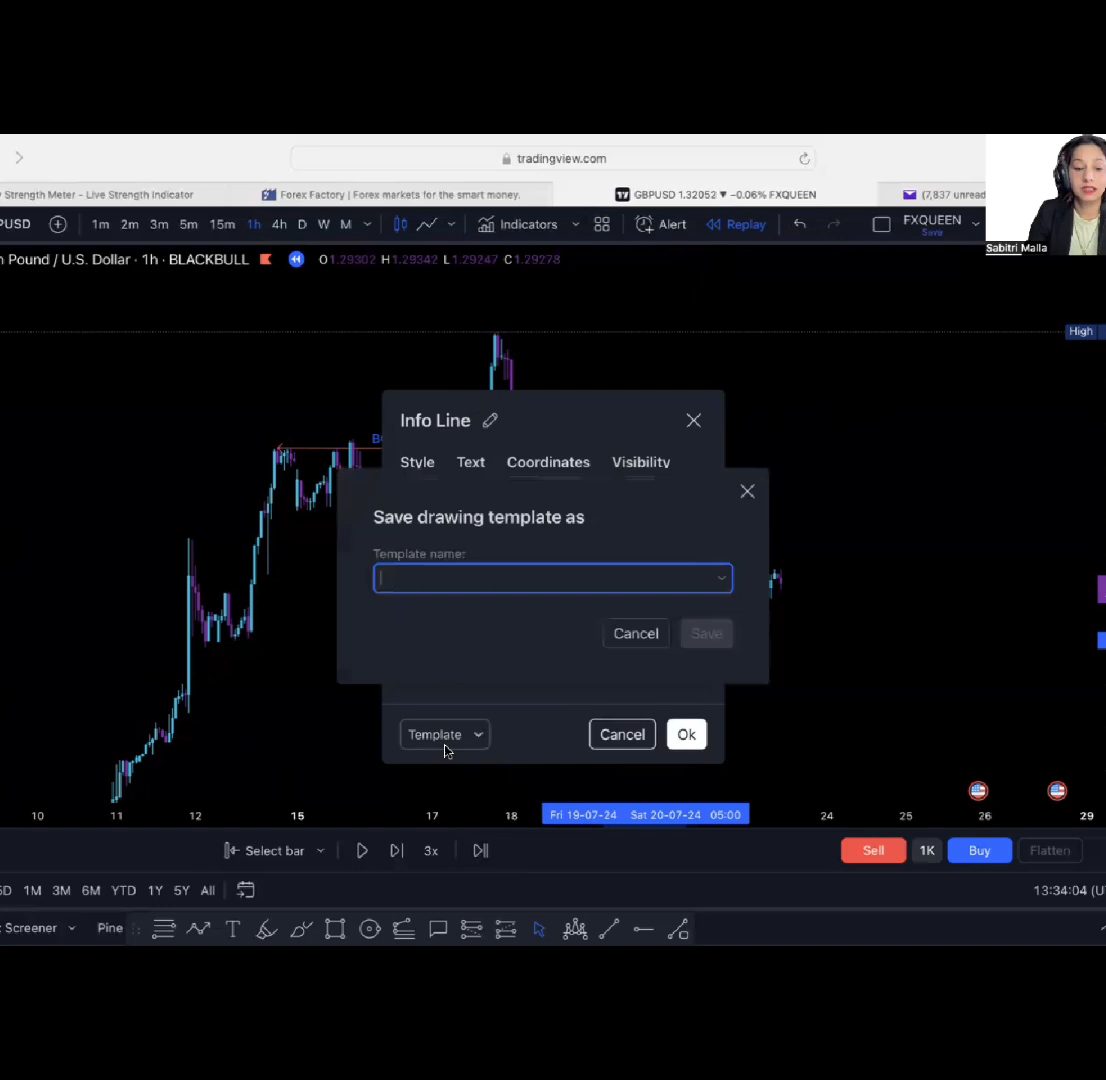 tradingview.com
Strength Meter - Live Strength Indicator
Forex Factory | Forex markets for the smart money.
GBPUSD 1.32052 ▼ −0.06% FXQUEEN
(7,837 unread
PUSD
1m 2m 3m 5m 15m 1h 4h D W M
Indicators
Alert
Replay
FXQUEEN
Save
Sabitri Malla
n Pound / U.S. Dollar · 1h · BLACKBULL
O1.29302 H1.29342 L1.29247 C1.29278
High
Info Line
B
Style Text Coordinates Visibility
Save drawing template as
Template name:
Cancel Save
Template Cancel Ok
10 11 12 15 17 18 Fri 19-07-24 Sat 20-07-24 05:00 24 25 26 29
Select bar 3x
Sell 1K Buy Flatten
5D 1M 3M 6M YTD 1Y 5Y All
13:34:04 (U
Screener Pine